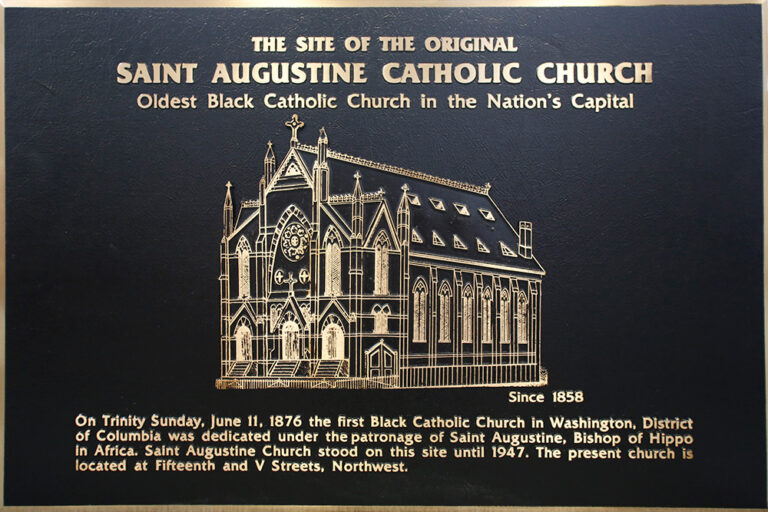 THE SITE OF THE ORIGINAL
SAINT AUGUSTINE CATHOLIC CHURCH
Oldest Black Catholic Church in the Nation's Capital
Since 1858
On Trinity Sunday, June 11, 1876 the first Black Catholic Church in Washington, District
of Columbia was dedicated under the patronage of Saint Augustine, Bishop of Hippo
in Africa. Saint Augustine Church stood on this site until 1947. The present church is
located at Fifteenth and V Streets, Northwest.